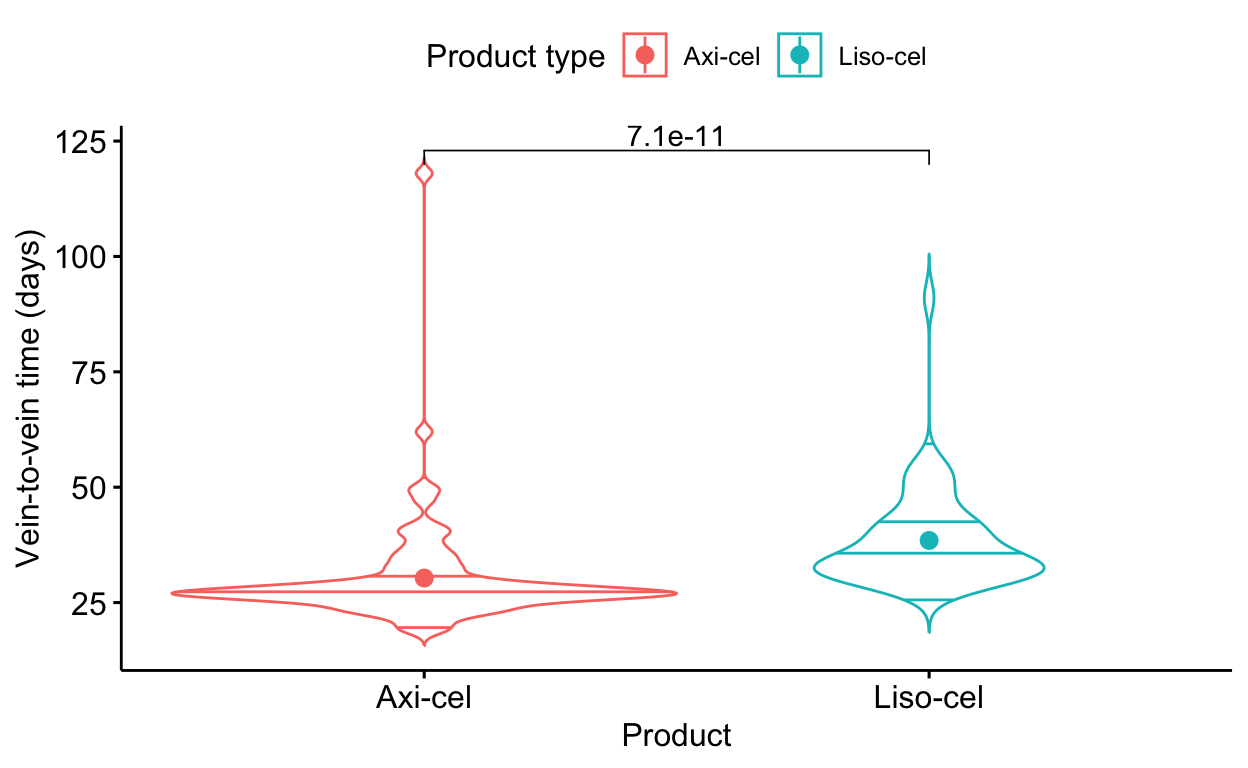 Product type Axi-cel Liso-cel
7.1e-11
125
100
75
50
25
Vein-to-vein time (days)
Axi-cel Liso-cel
Product